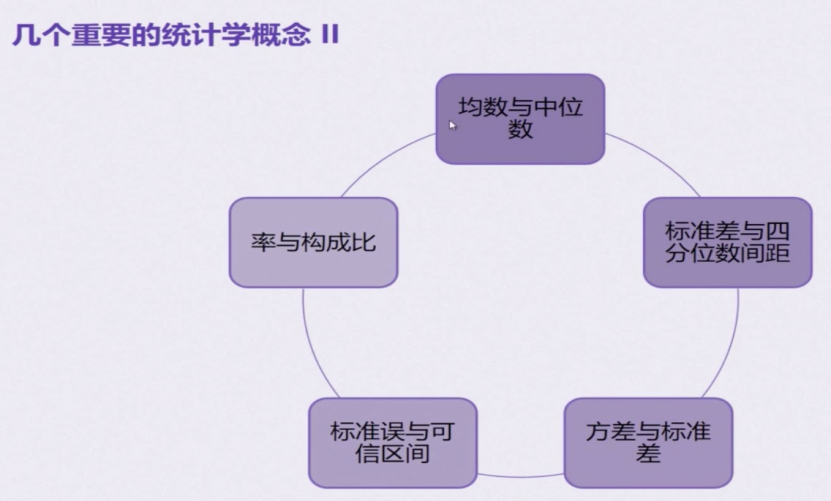 几个重要的统计学概念 II
均数与中位
数
标准差与四
分位数间距
方差与标准
差
标准误与可
信区间
率与构成比